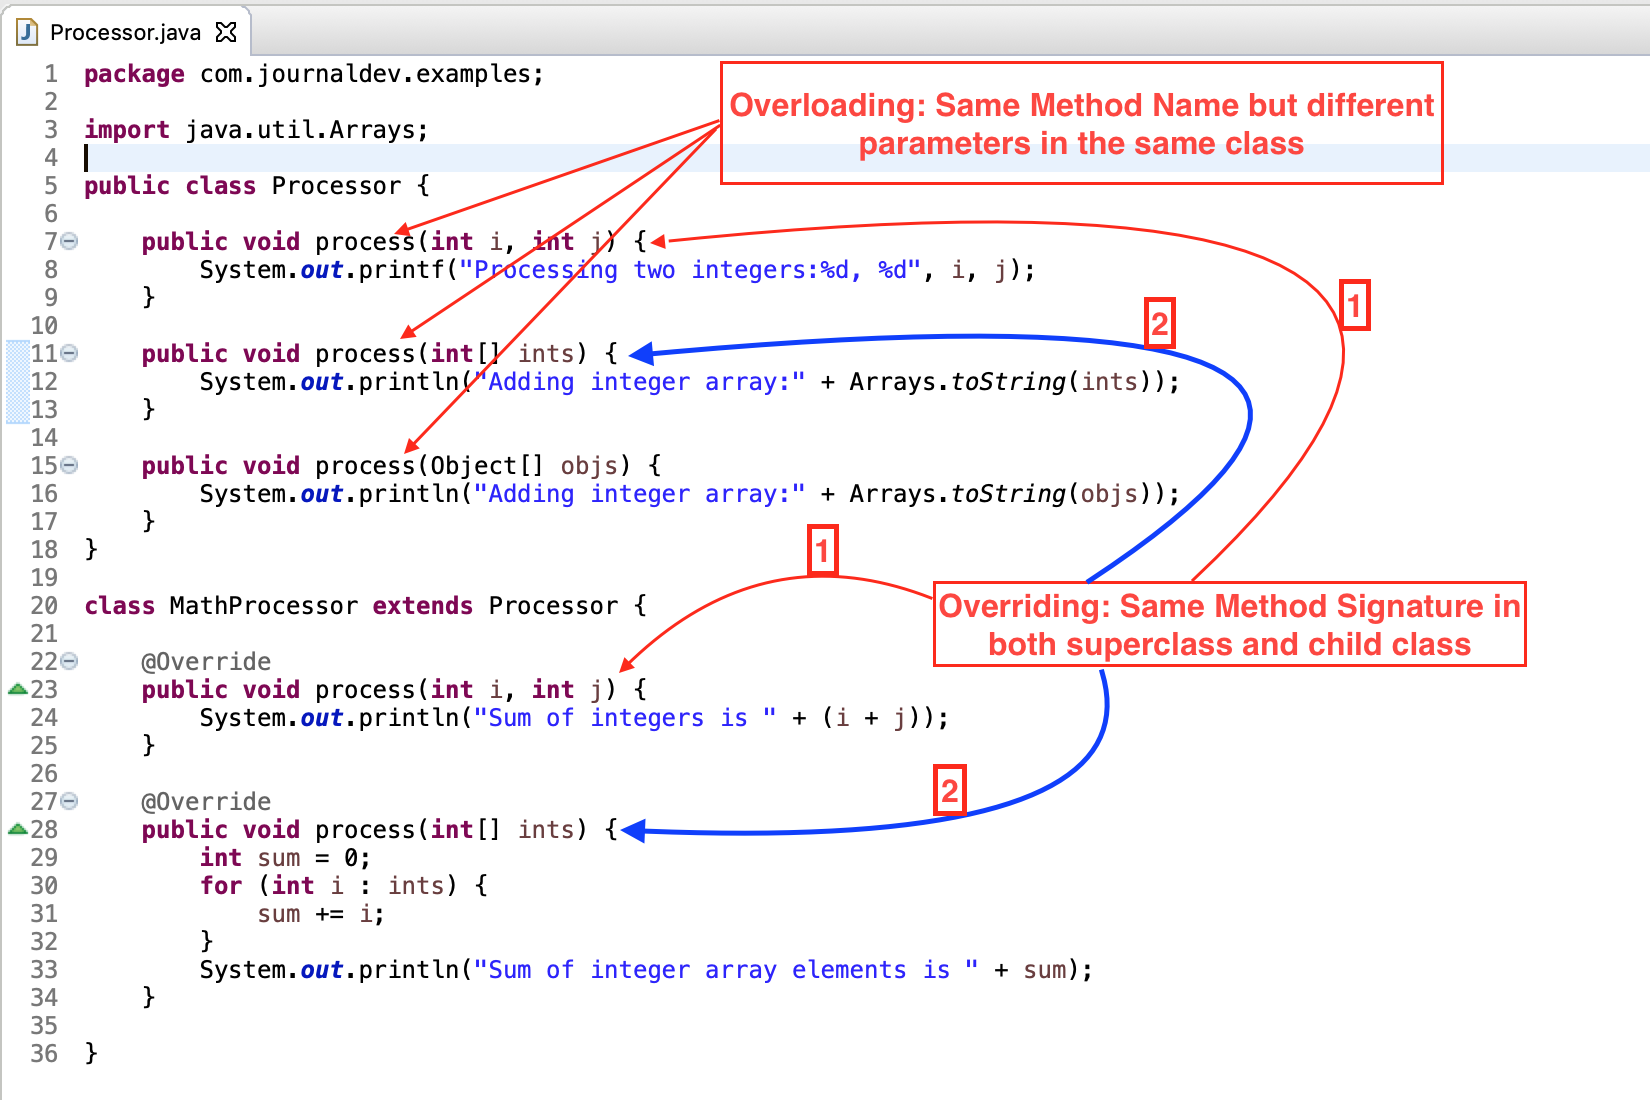 J Processor.java
1 package com.journaldev.examples;
2
3 import java.util.Arrays;
4
5 public class Processor {
6
7     public void process(int i, int j) {
8         System.out.printf("Processing two integers:%d, %d", i, j);
9     }
10
11     public void process(int[] ints) {
12         System.out.println("Adding integer array:" + Arrays.toString(ints));
13     }
14
15     public void process(Object[] objs) {
16         System.out.println("Adding integer array:" + Arrays.toString(objs));
17     }
18 }
19
20 class MathProcessor extends Processor {
21
22     @Override
23     public void process(int i, int j) {
24         System.out.println("Sum of integers is " + (i + j));
25     }
26
27     @Override
28     public void process(int[] ints) {
29         int sum = 0;
30         for (int i : ints) {
31             sum += i;
32         }
33         System.out.println("Sum of integer array elements is " + sum);
34     }
35
36 }
Overloading: Same Method Name but different
parameters in the same class
1
2
1
Overriding: Same Method Signature in
both superclass and child class
2